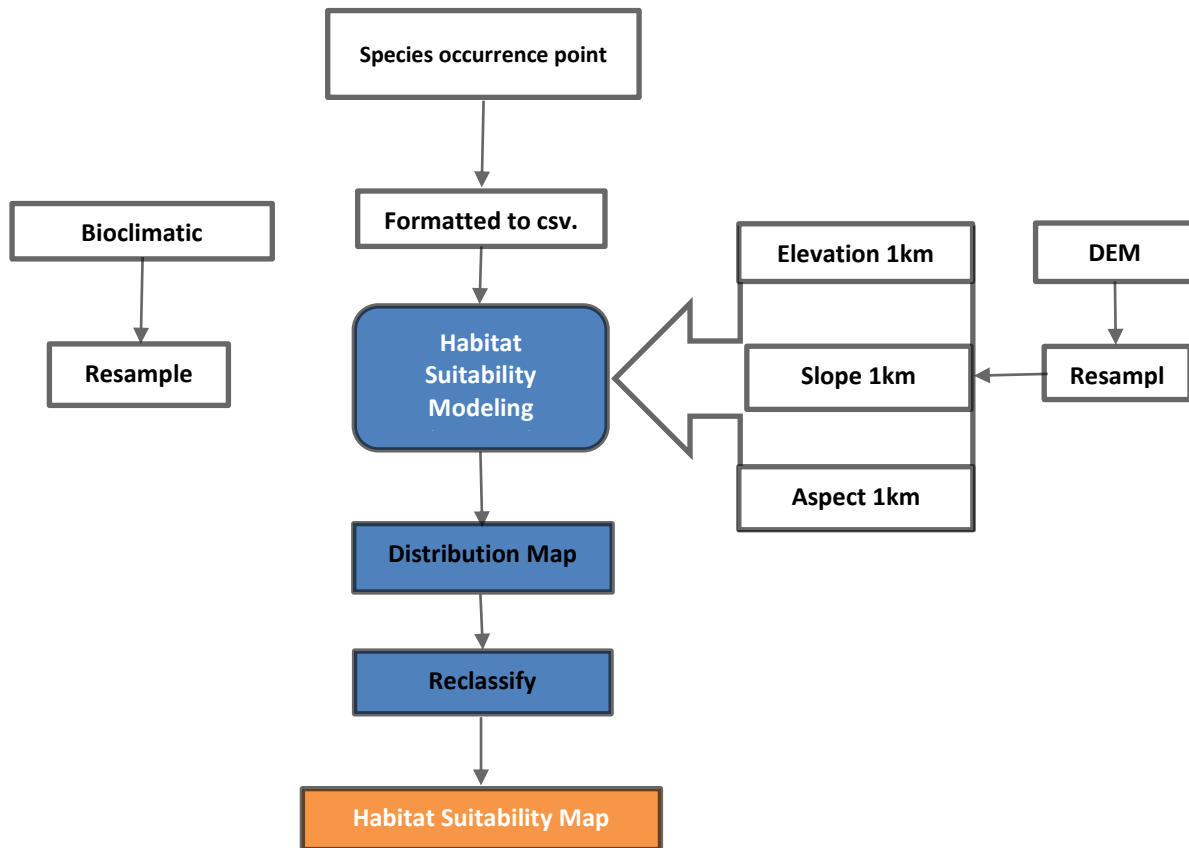 Species occurrence point
Formatted to csv.
Bioclimatic
Resample
Elevation 1km
DEM
Habitat
Suitability
Modeling
Slope 1km
Resampl
Aspect 1km
Distribution Map
Reclassify
Habitat Suitability Map